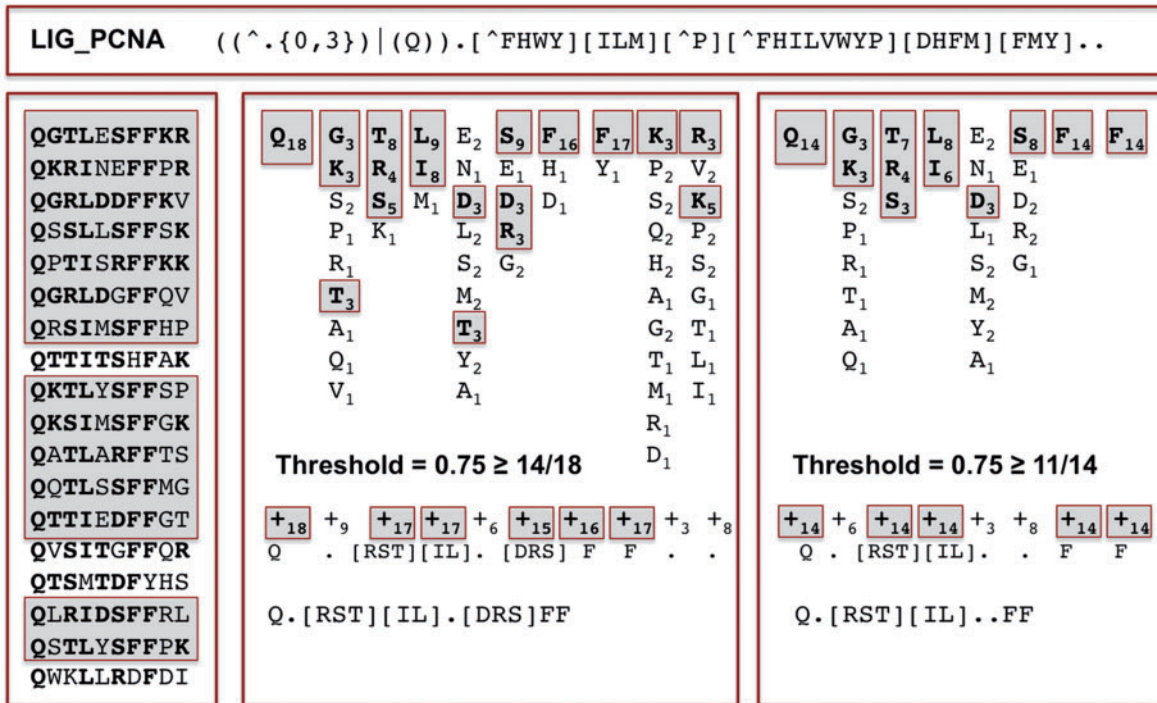 LIG_PCNA ((^.{0,3})|(Q)).[^FHWY][ILM][^P][^FHILVWYP][DHFM][FMY]..
QGTLESFFKR
QKRINEFFPR
QGRLDDFFKV
QSSLLSFFSK
QPTISRFFKK
QGRLDGFFQV
QRSIMSFFHP
QTTITSHFAK
QKTLYSFFSP
QKSIMSFFGK
QATLARFFTS
QQTLSSFFMG
QTTIEDFFGT
QVSITGFFQR
QTSMTDFYHS
QLRIDSFFRL
QSTLYSFFPK
QWKLLRDFDI
Q18 G3 T8 L9 E2 S9 F16 F17 K3 R3
K3 R4 I8 N1 E1 H1 Y1 P2 V2
S2 S5 M1 D3 D3 D1 S2 K5
P1 K1 L2 R3 Q2 P2
R1 S2 G2 H2 S2
T3 M2 A1 G1
A1 T3 G2 T1
Q1 Y2 T1 L1
V1 A1 M1 I1
R1
D1
Threshold = 0.75 ≥ 14/18
+18 +9 +17 +17 +6 +15 +16 +17 +3 +8
Q . [RST][IL]. [DRS] F F . .
Q.[RST][IL].[DRS]FF
Q14 G3 T7 L8 E2 S8 F14 F14
K3 R4 I6 N1 E1
S2 S3 D3 D2
P1 L1 R2
R1 S2 G1
T1 M2
A1 Y2
Q1 A1
Threshold = 0.75 ≥ 11/14
+14 +6 +14 +14 +3 +8 +14 +14
Q . [RST][IL]. . F F
Q.[RST][IL]..FF